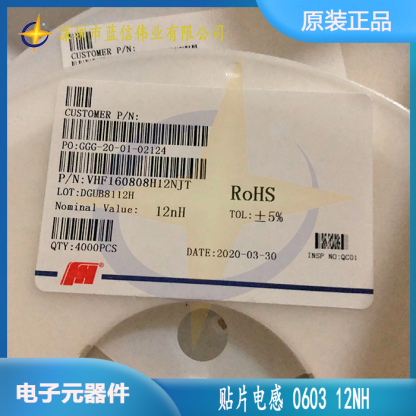 原装正品
深圳市蓝信伟业有限公司
CUSTOMER P/N:
CUSTOMER P/N:
PO:GGG-20-01-02124
P/N:VHF160808H12NJT
LOT:DGUB8112H
Nominal Value: 12nH
RoHS
TOL:±5%
QTY:4000PCS
DATE:2020-03-30
INSP NO:QC01
电子元器件
贴片电感 0603 12NH